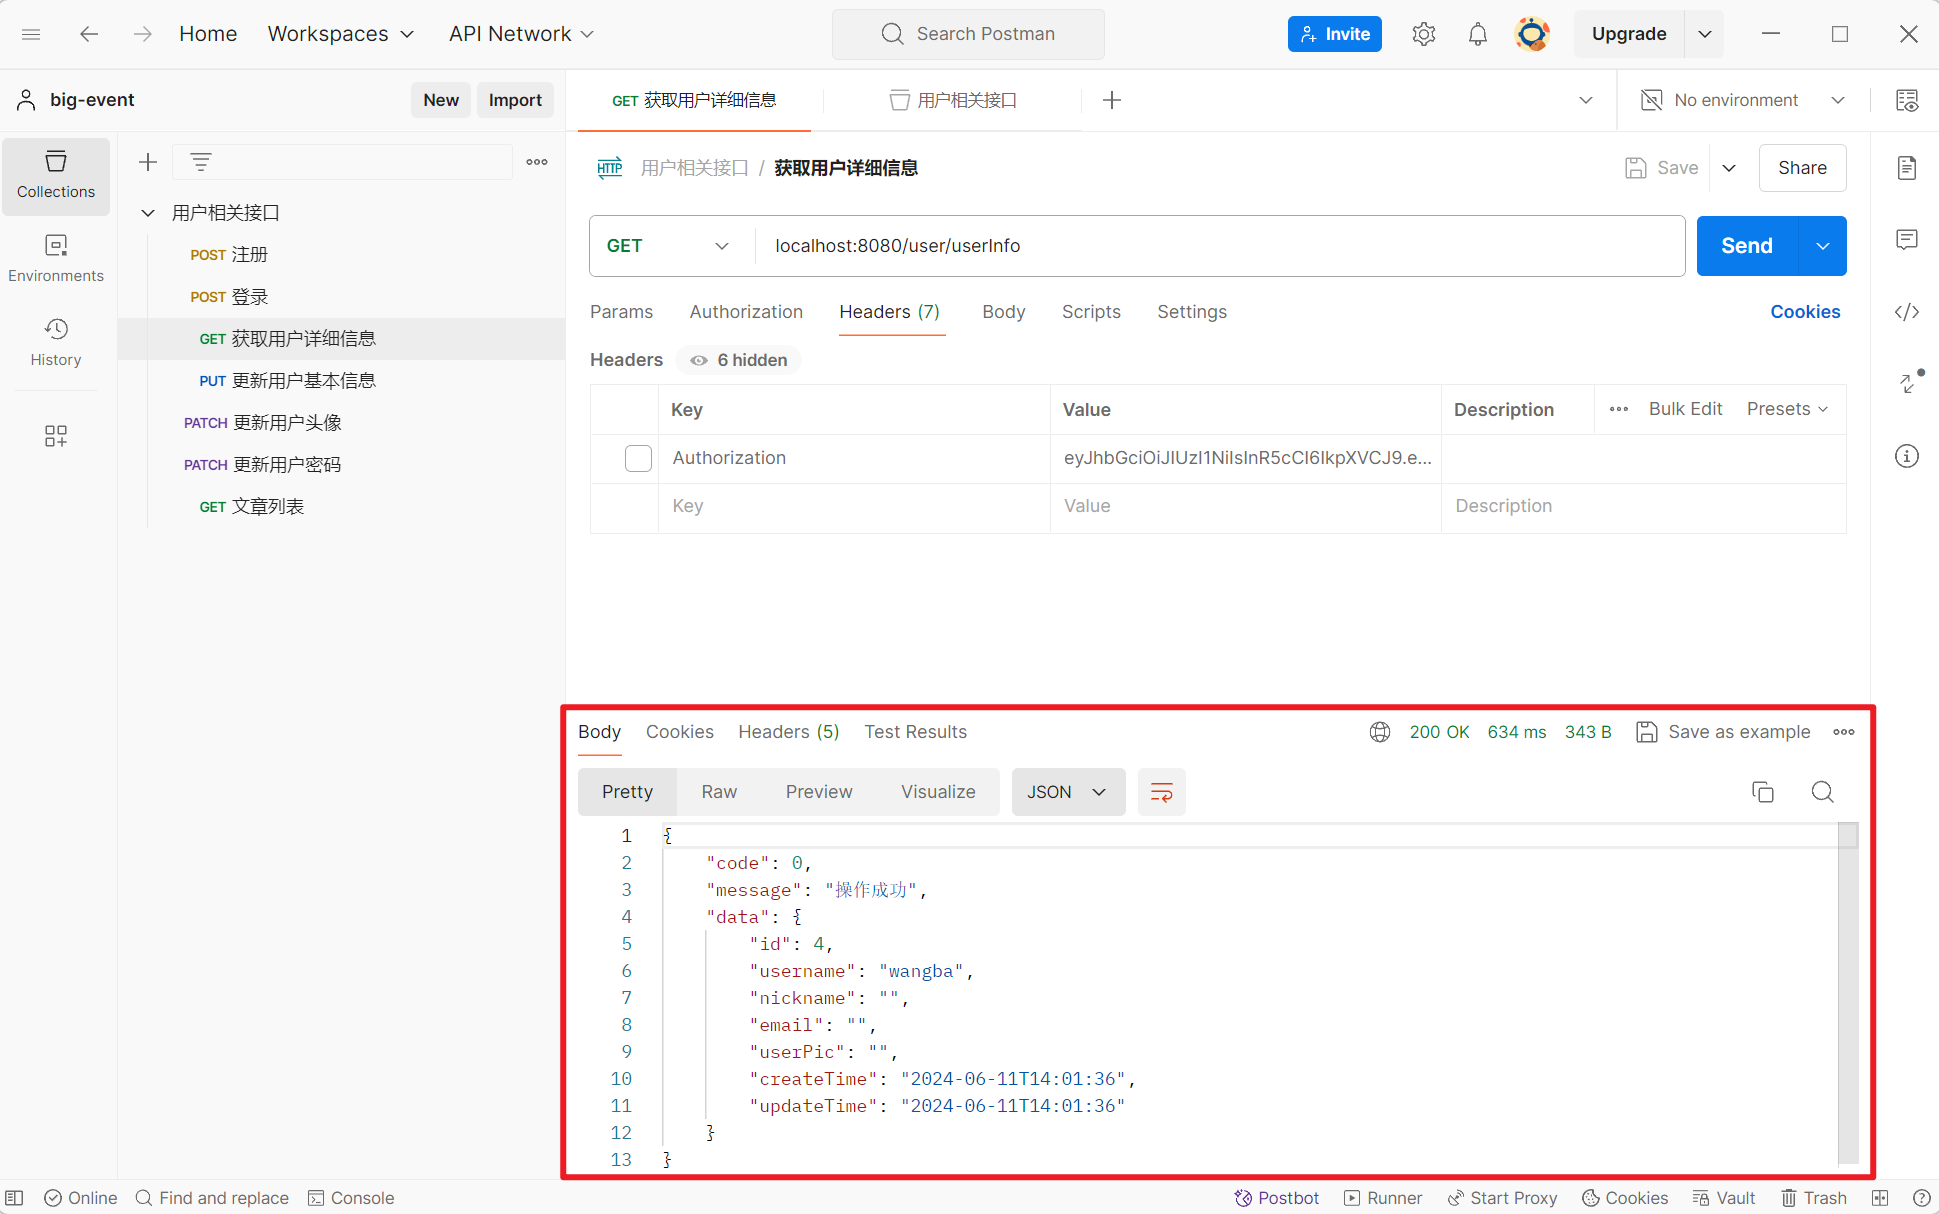 Home Workspaces API Network Search Postman Invite Upgrade
big-event New Import
GET 获取用户详细信息 用户相关接口 No environment
Collections
Environments
History
用户相关接口
POST 注册
POST 登录
GET 获取用户详细信息
PUT 更新用户基本信息
PATCH 更新用户头像
PATCH 更新用户密码
GET 文章列表
HTTP 用户相关接口 / 获取用户详细信息 Save Share
GET localhost:8080/user/userInfo Send
Params Authorization Headers (7) Body Scripts Settings Cookies
Headers 6 hidden
Key Value Description Bulk Edit Presets
Authorization eyJhbGciOiJIUzI1NiIsInR5cCI6IkpXVCJ9.e...
Key Value Description
Body Cookies Headers (5) Test Results 200 OK 634 ms 343 B Save as example
Pretty Raw Preview Visualize JSON
1 {
2 "code": 0,
3 "message": "操作成功",
4 "data": {
5 "id": 4,
6 "username": "wangba",
7 "nickname": "",
8 "email": "",
9 "userPic": "",
10 "createTime": "2024-06-11T14:01:36",
11 "updateTime": "2024-06-11T14:01:36"
12 }
13 }
Online Find and replace Console Postbot Runner Start Proxy Cookies Vault Trash